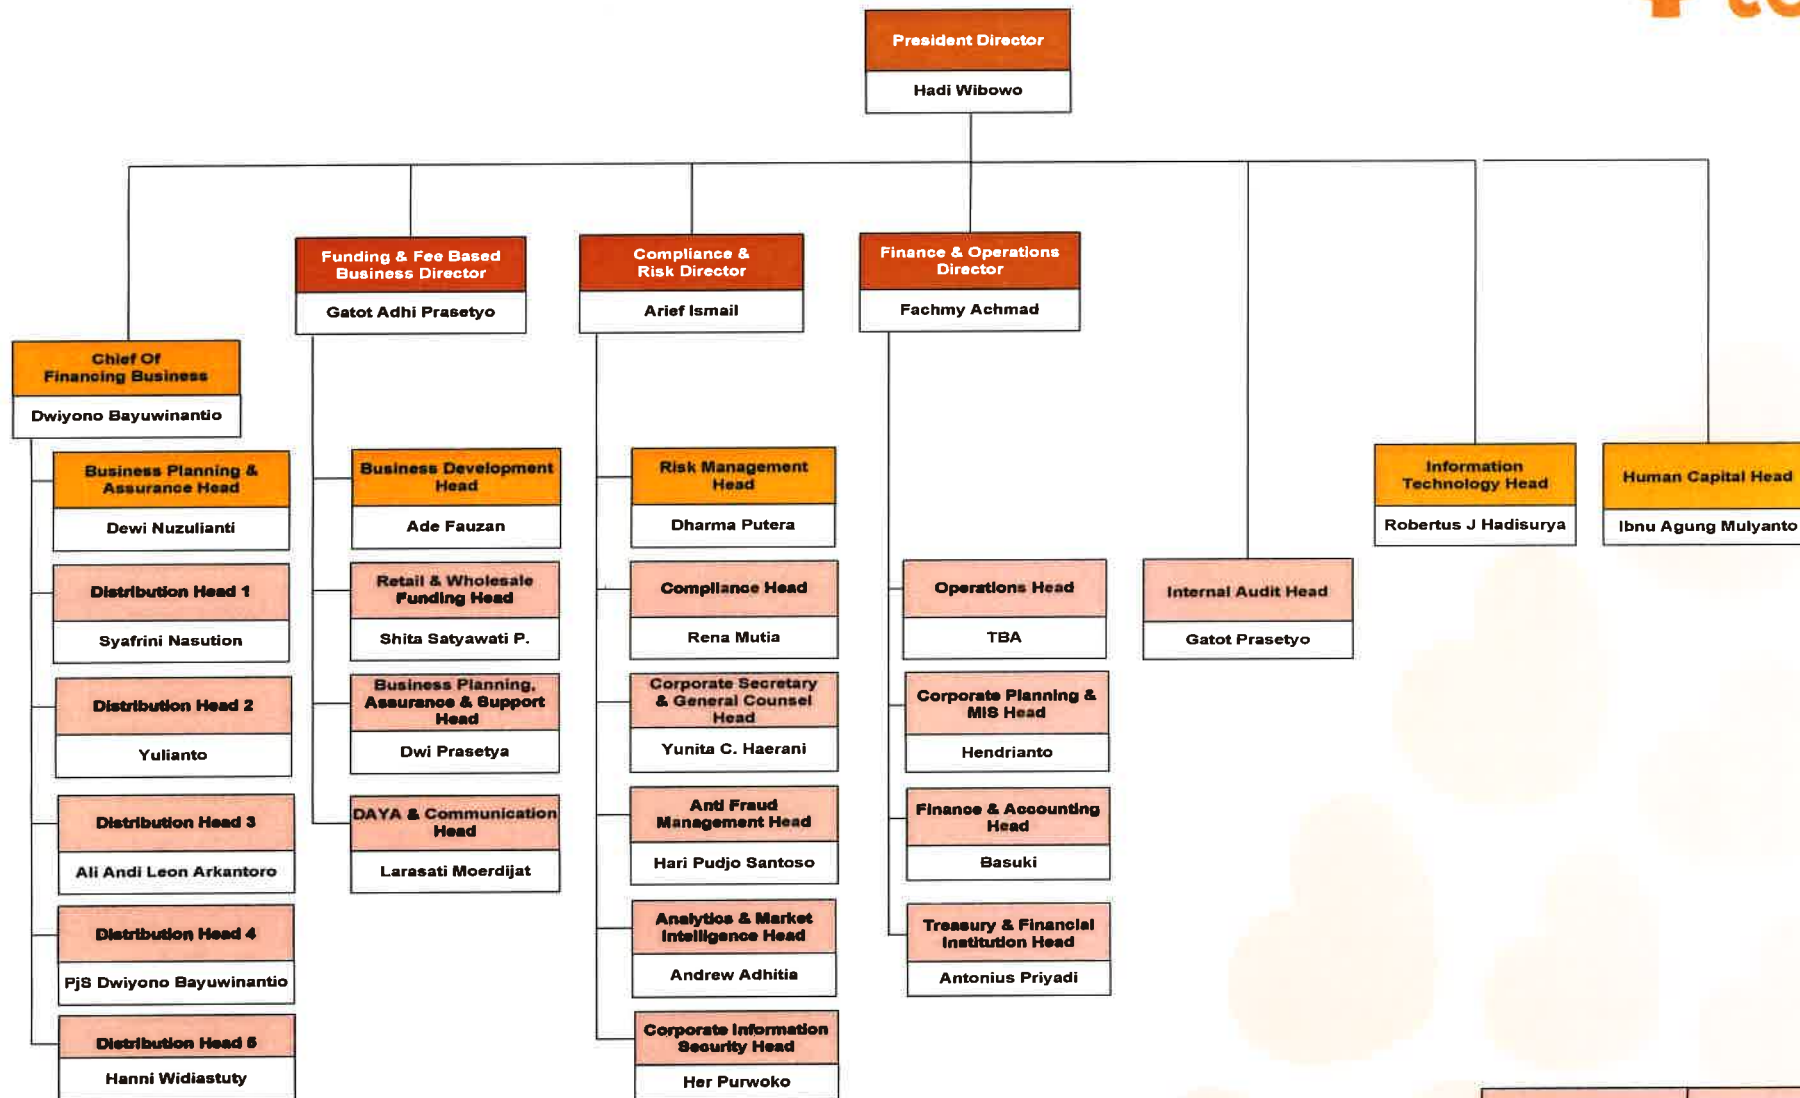 President Director
Hadi Wibowo
Funding & Fee Based
Business Director
Gatot Adhi Prasetyo
Compliance &
Risk Director
Arief Ismail
Finance & Operations
Director
Fachmy Achmad
Chief Of
Financing Business
Dwiyono Bayuwinantio
Business Planning &
Assurance Head
Dewi Nuzulianti
Distribution Head 1
Syafrini Nasution
Distribution Head 2
Yulianto
Distribution Head 3
Ali Andi Leon Arkantoro
Distribution Head 4
PjS Dwiyono Bayuwinantio
Distribution Head 5
Hanni Widiastuty
Business Development
Head
Ade Fauzan
Retail & Wholesale
Funding Head
Shita Satyawati P.
Business Planning,
Assurance & Support
Head
Dwi Prasetya
DAYA & Communication
Head
Larasati Moerdijat
Risk Management
Head
Dharma Putera
Compliance Head
Rena Mutia
Corporate Secretary
& General Counsel
Head
Yunita C. Haerani
Anti Fraud
Management Head
Hari Pudjo Santoso
Analytics & Market
Intelligence Head
Andrew Adhitia
Corporate Information
Security Head
Her Purwoko
Operations Head
TBA
Corporate Planning &
MIS Head
Hendrianto
Finance & Accounting
Head
Basuki
Treasury & Financial
Institution Head
Antonius Priyadi
Internal Audit Head
Gatot Prasetyo
Information
Technology Head
Robertus J Hadisurya
Human Capital Head
Ibnu Agung Mulyanto